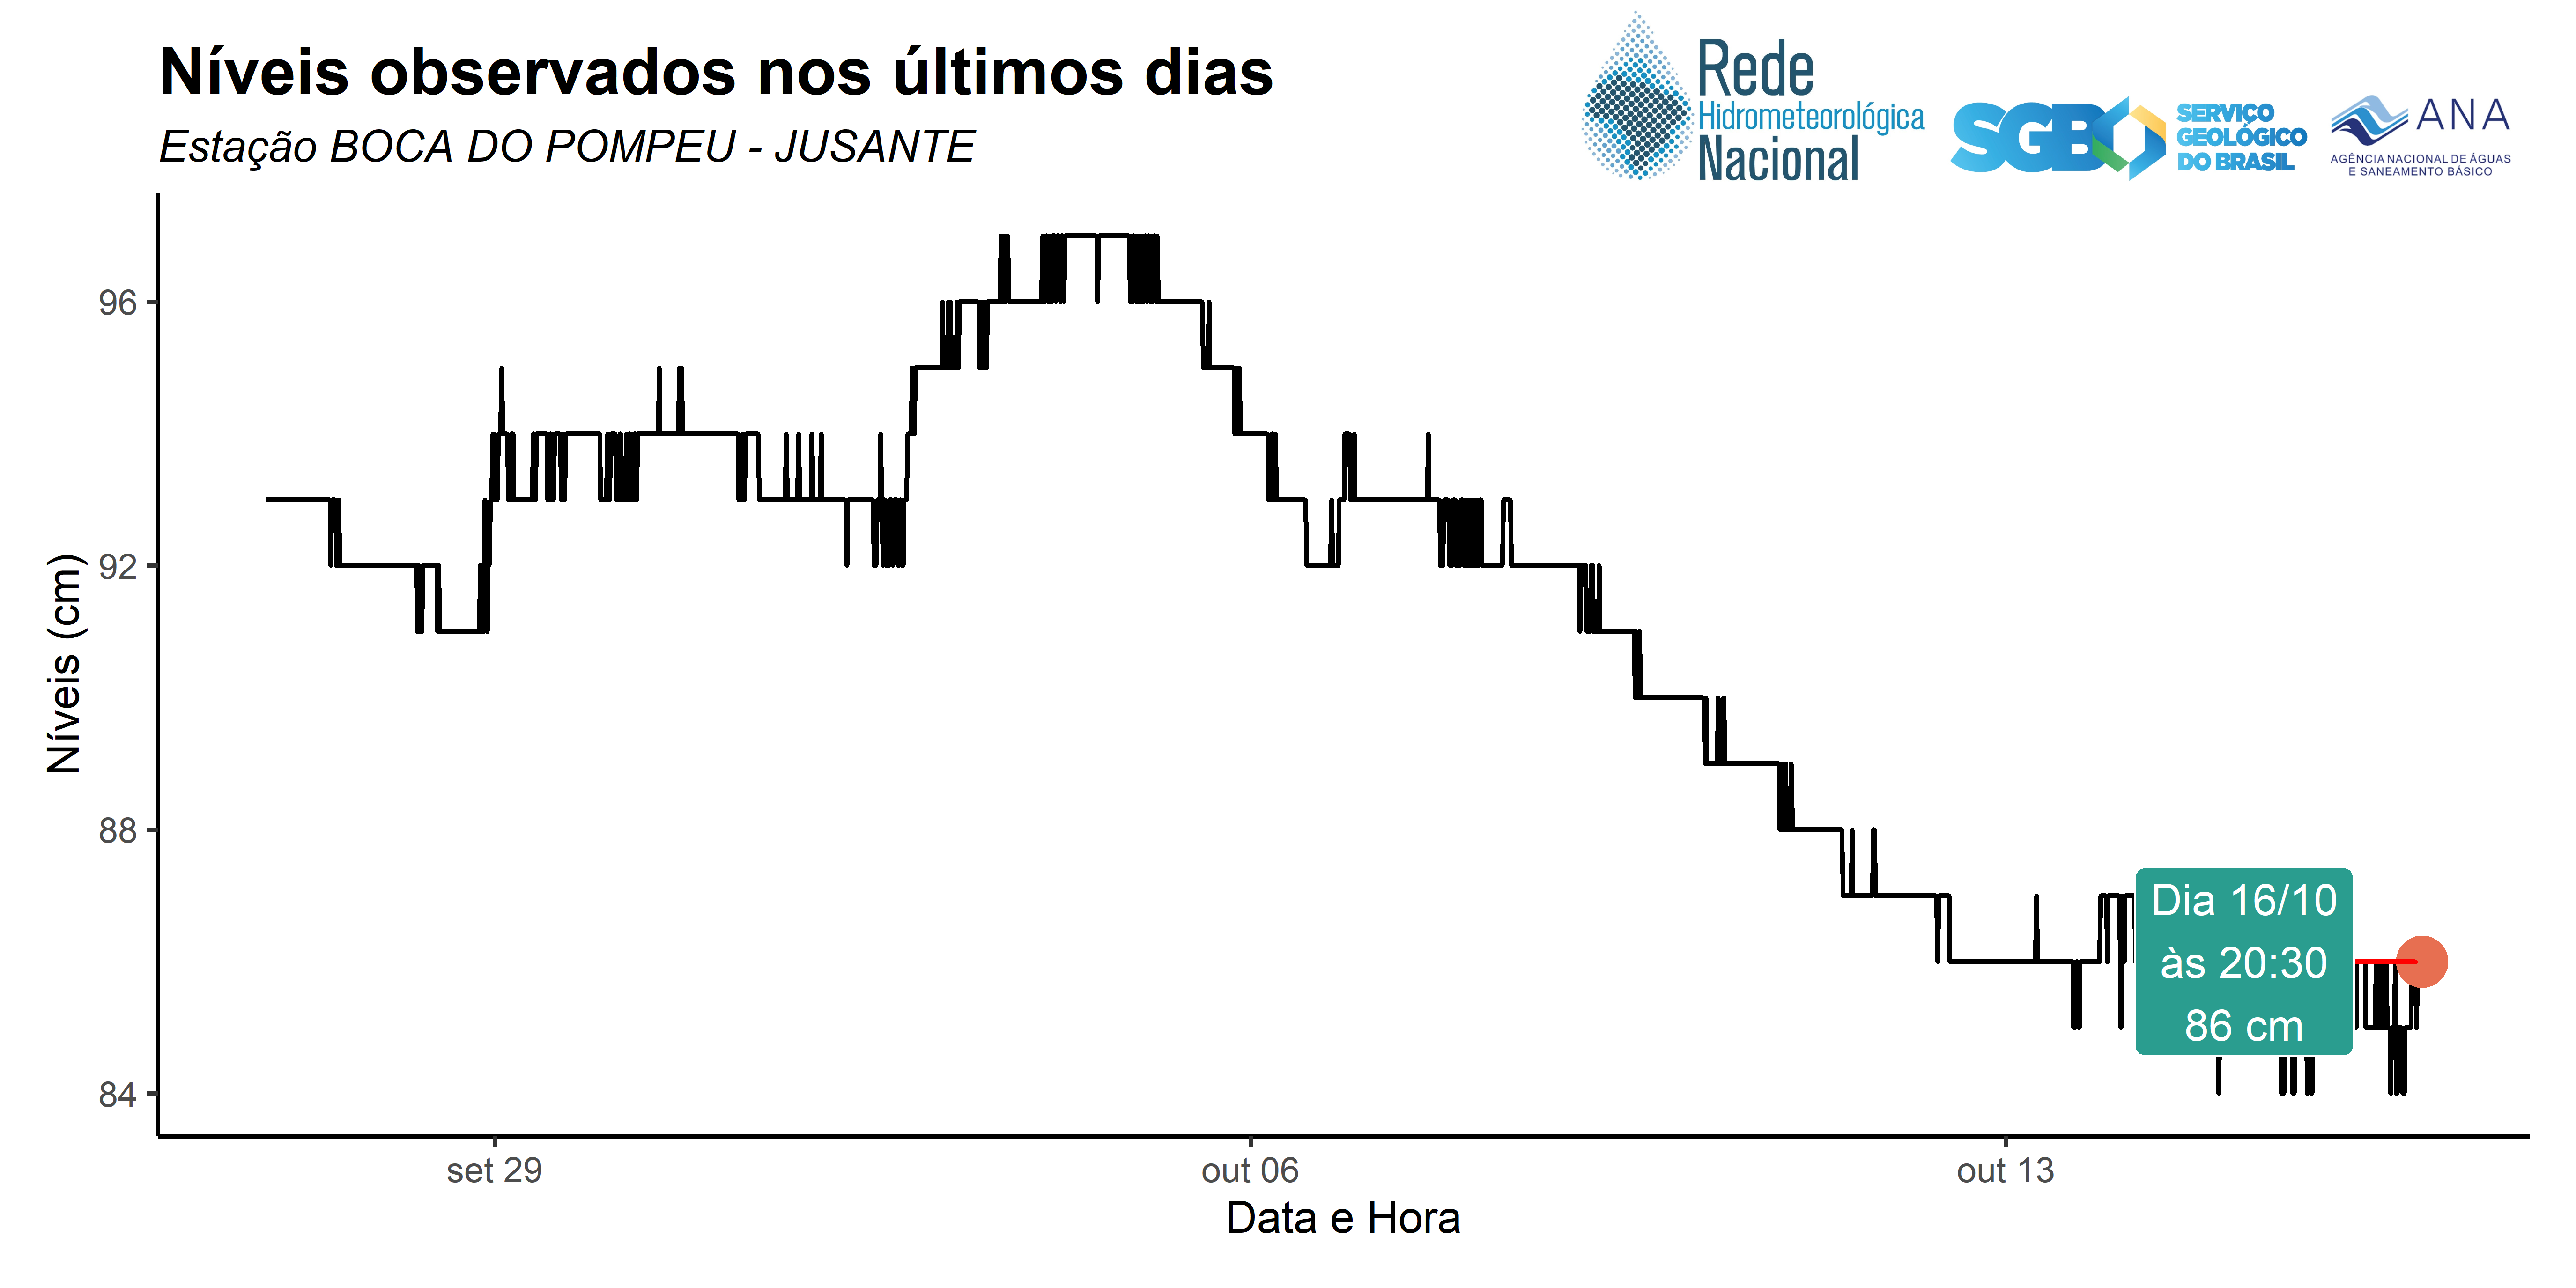 Níveis observados nos últimos dias
Estação BOCA DO POMPEU - JUSANTE
Rede
Hidrometeorológica
Nacional
SGB
SERVIÇO
GEOLÓGICO
DO BRASIL
ANA
AGÊNCIA NACIONAL DE ÁGUAS
E SANEAMENTO BÁSICO
Níveis (cm)
96
92
88
84
Dia 16/10
às 20:30
86 cm
set 29
out 06
out 13
Data e Hora